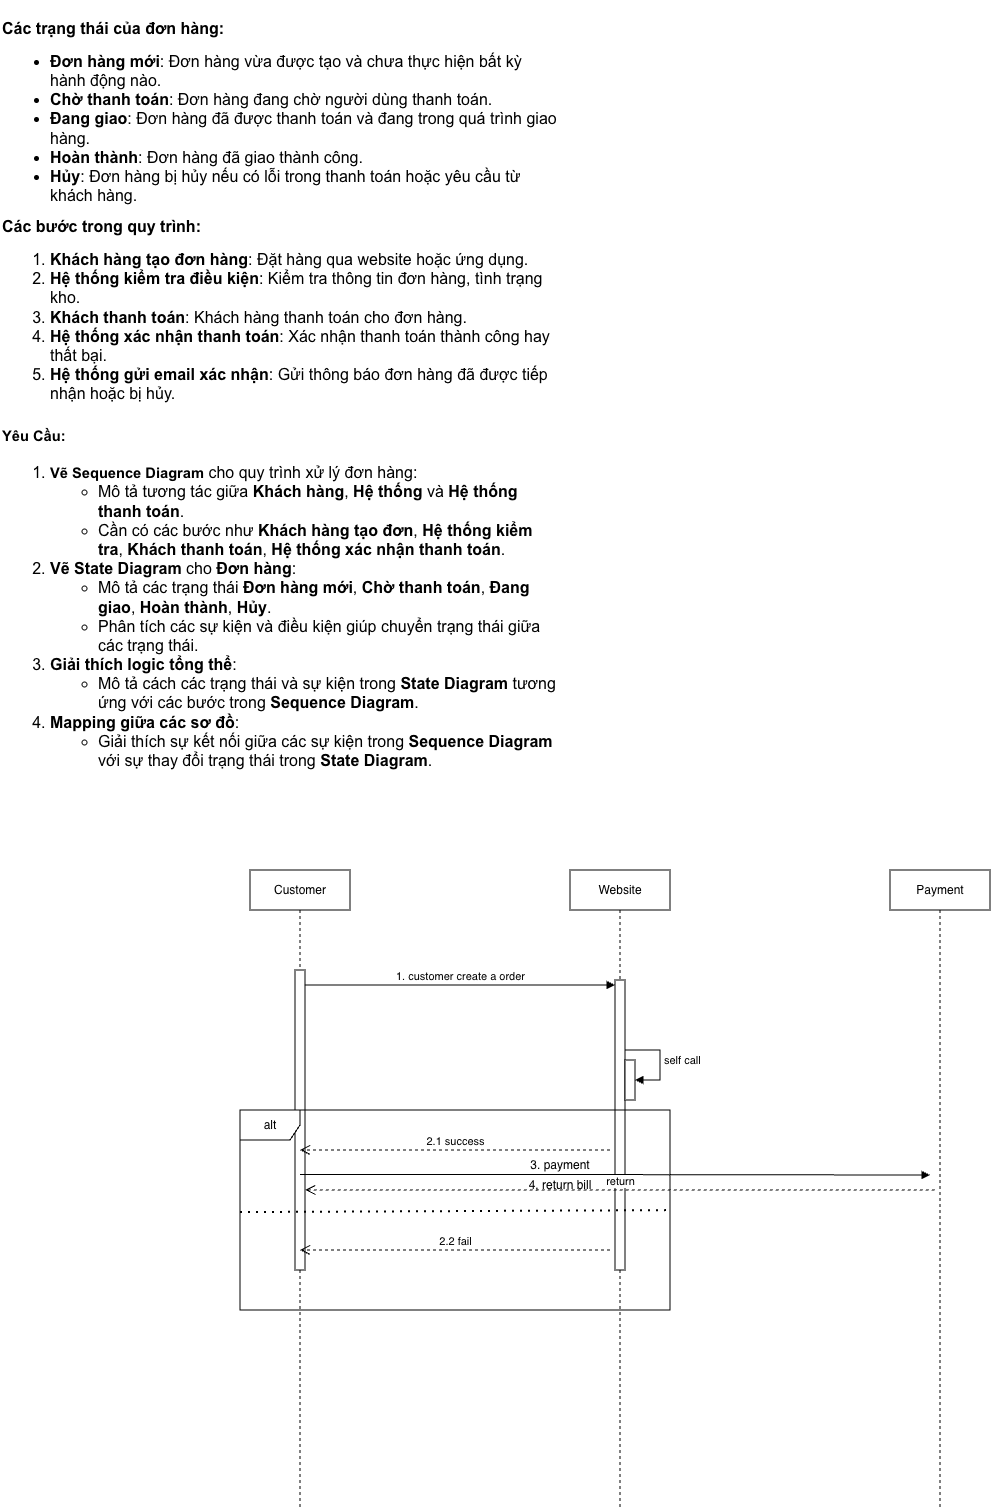 Các trạng thái của đơn hàng:
• Đơn hàng mới: Đơn hàng vừa được tạo và chưa thực hiện bất kỳ
hành động nào.
• Chờ thanh toán: Đơn hàng đang chờ người dùng thanh toán.
• Đang giao: Đơn hàng đã được thanh toán và đang trong quá trình giao
hàng.
• Hoàn thành: Đơn hàng đã giao thành công.
• Hủy: Đơn hàng bị hủy nếu có lỗi trong thanh toán hoặc yêu cầu từ
khách hàng.
Các bước trong quy trình:
1. Khách hàng tạo đơn hàng: Đặt hàng qua website hoặc ứng dụng.
2. Hệ thống kiểm tra điều kiện: Kiểm tra thông tin đơn hàng, tình trạng
kho.
3. Khách thanh toán: Khách hàng thanh toán cho đơn hàng.
4. Hệ thống xác nhận thanh toán: Xác nhận thanh toán thành công hay
thất bại.
5. Hệ thống gửi email xác nhận: Gửi thông báo đơn hàng đã được tiếp
nhận hoặc bị hủy.
Yêu Cầu:
1. Vẽ Sequence Diagram cho quy trình xử lý đơn hàng:
◦ Mô tả tương tác giữa Khách hàng, Hệ thống và Hệ thống
thanh toán.
◦ Cần có các bước như Khách hàng tạo đơn, Hệ thống kiểm
tra, Khách thanh toán, Hệ thống xác nhận thanh toán.
2. Vẽ State Diagram cho Đơn hàng:
◦ Mô tả các trạng thái Đơn hàng mới, Chờ thanh toán, Đang
giao, Hoàn thành, Hủy.
◦ Phân tích các sự kiện và điều kiện giúp chuyển trạng thái giữa
các trạng thái.
3. Giải thích logic tổng thể:
◦ Mô tả cách các trạng thái và sự kiện trong State Diagram tương
ứng với các bước trong Sequence Diagram.
4. Mapping giữa các sơ đồ:
◦ Giải thích sự kết nối giữa các sự kiện trong Sequence Diagram
với sự thay đổi trạng thái trong State Diagram.
Customer
Website
Payment
1. customer create a order
self call
alt
2.1 success
3. payment
return
4. return bill
2.2 fail